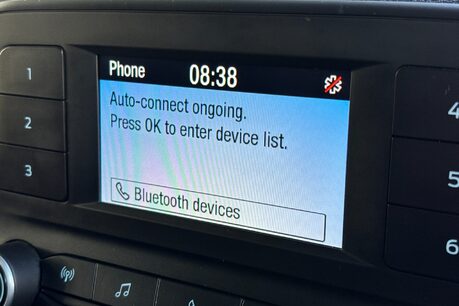 Phone 08:38
Auto-connect ongoing.
Press OK to enter device list.
Bluetooth devices
1
2
3
4
5
6